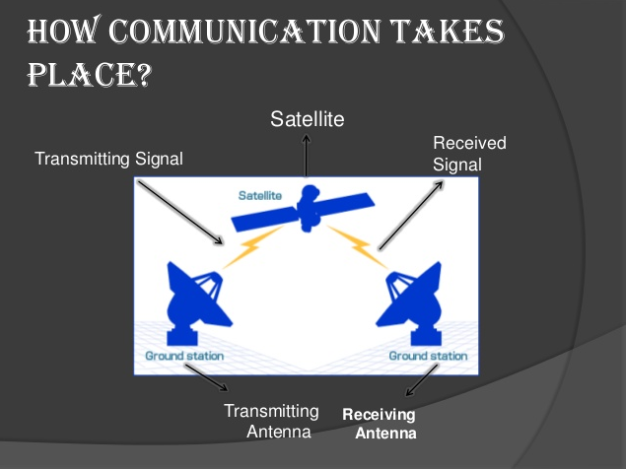 HOW COMMUNICATION TAKES
PLACE?
Satellite
Transmitting Signal
Received
Signal
Satellite
Ground station
Ground station
Transmitting
Antenna
Receiving
Antenna